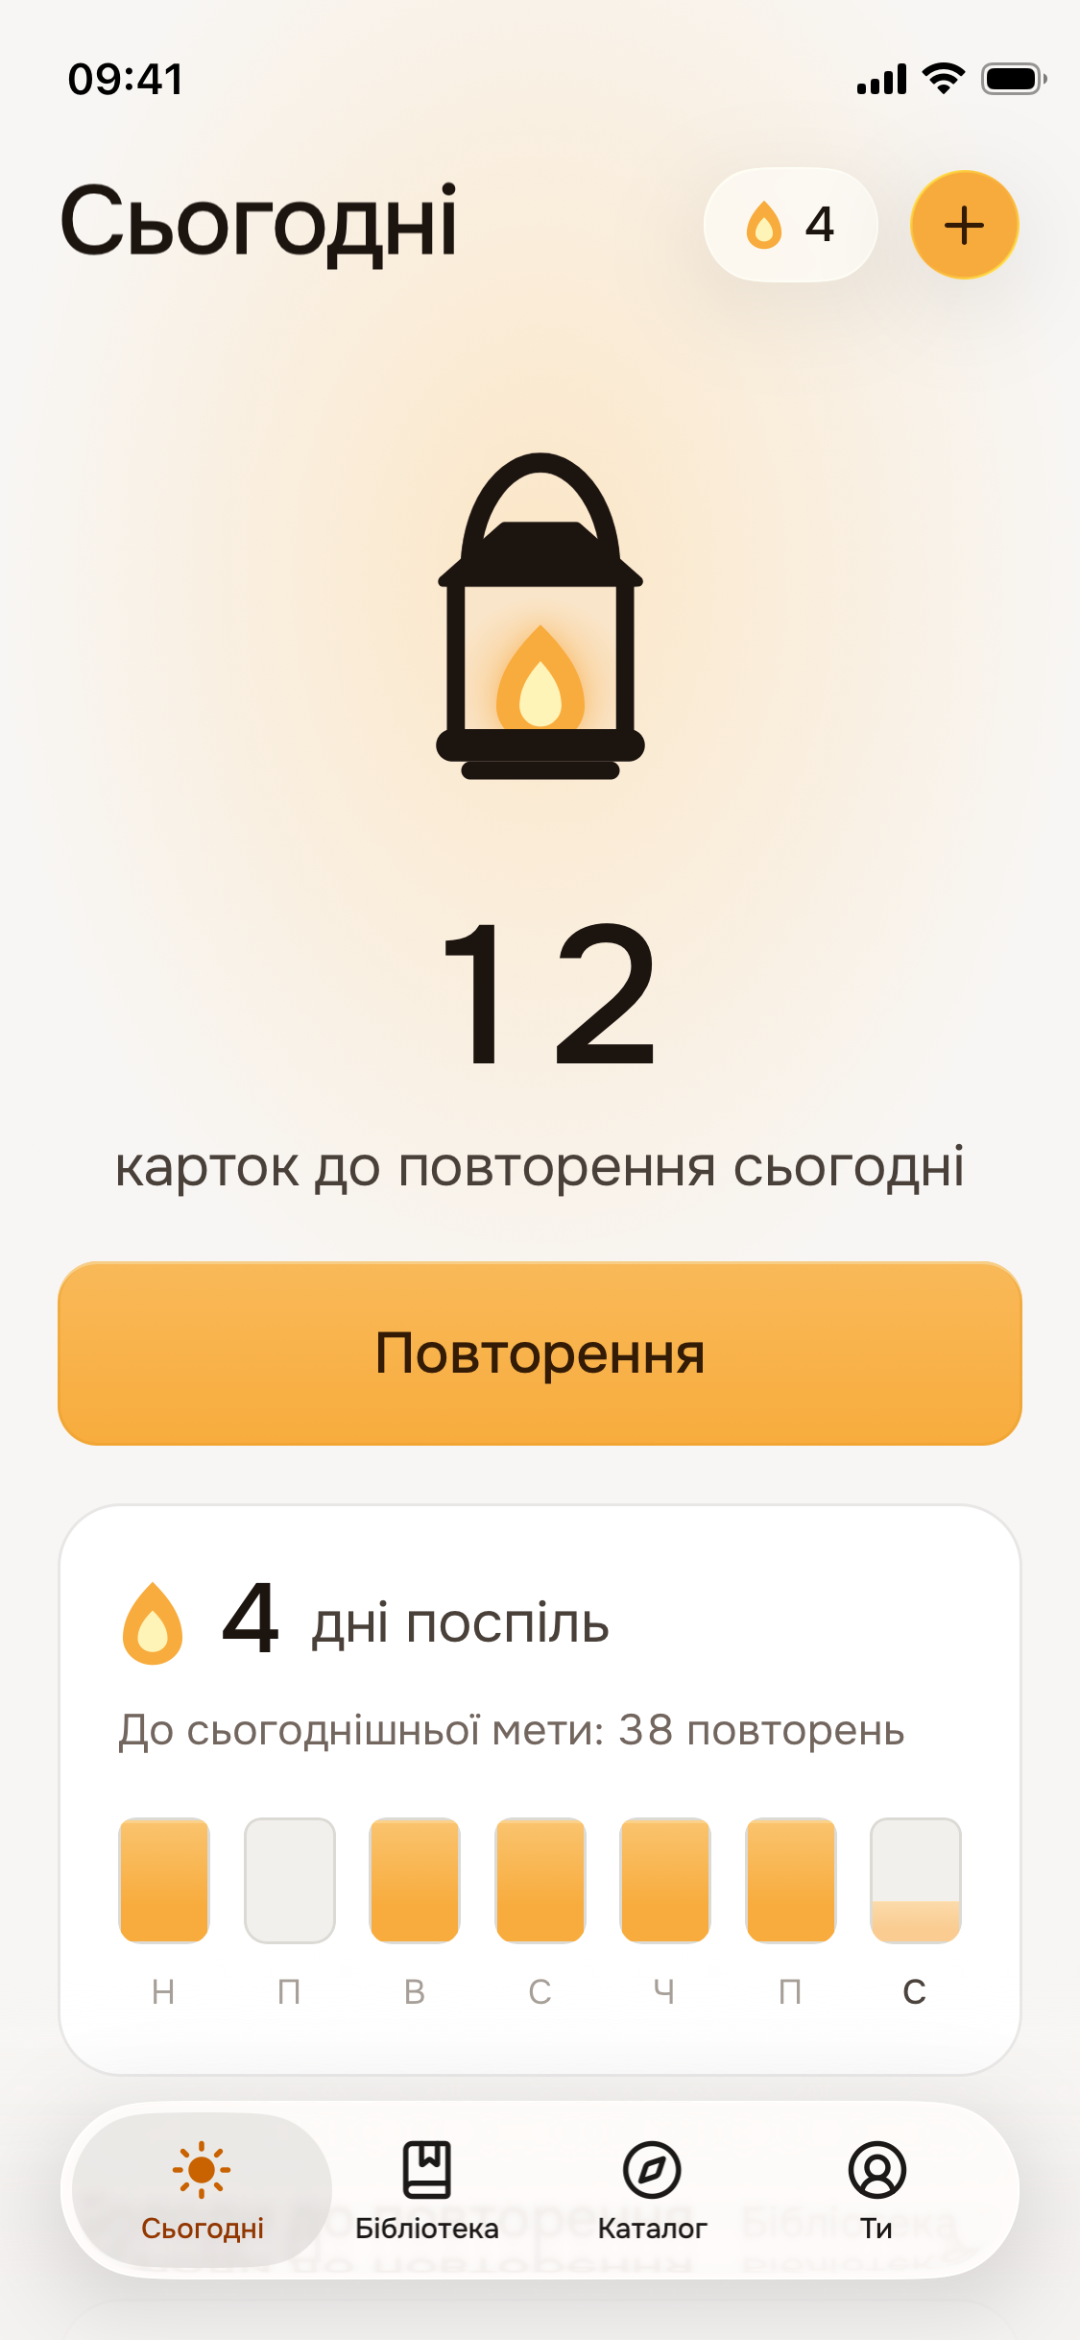 09:41
Сьогодні
4
12
карток до повторення сьогодні
Повторення
4 дні поспіль
До сьогоднішньої мети: 38 повторень
Н П В С Ч П С
Сьогодні Бібліотека Каталог Ти